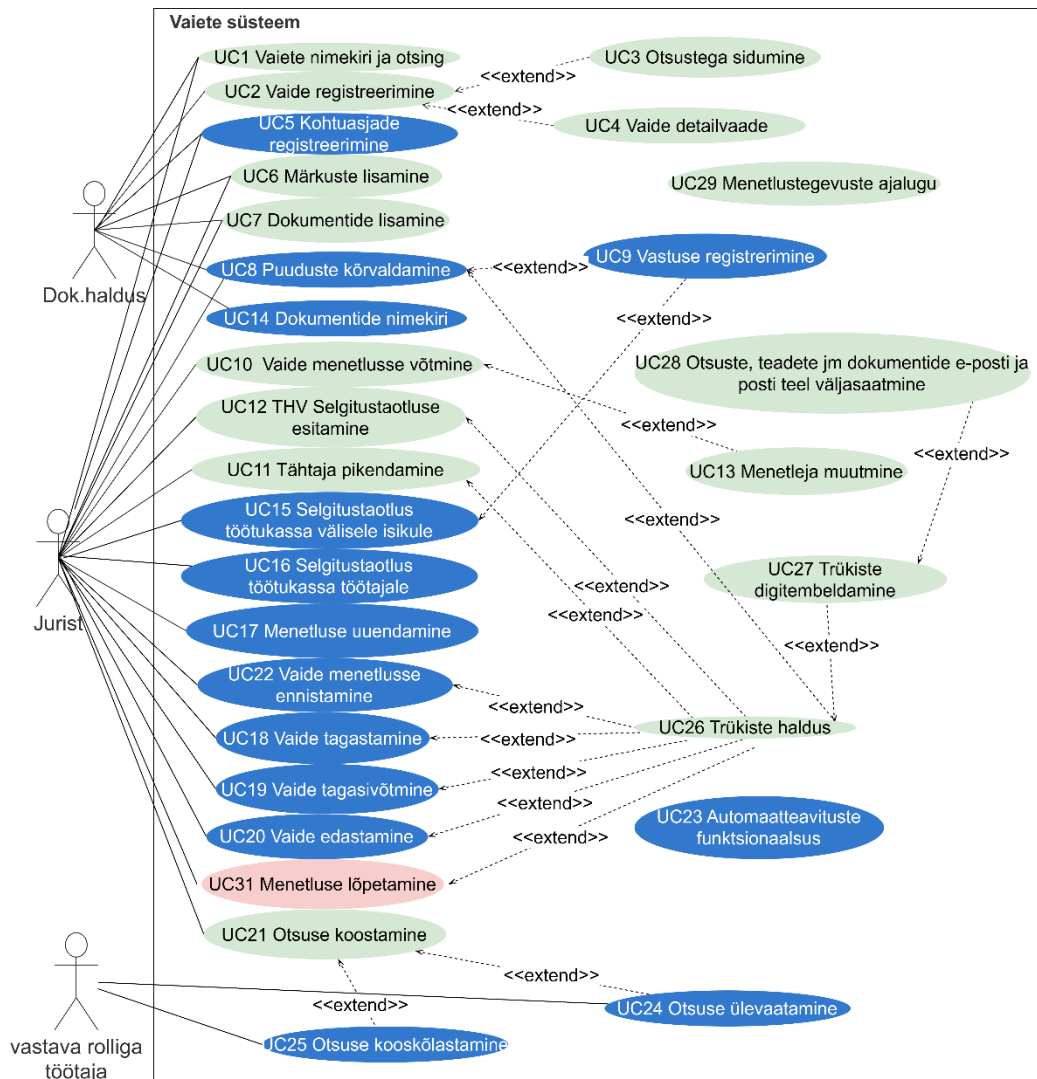 Vaiete süsteem
UC1 Vaiete nimekiri ja otsing
UC3 Otsustega sidumine
<<extend>>
UC2 Vaide registreerimine
<<extend>>
UC4 Vaide detailvaade
UC5 Kohtuasjade
registreerimine
UC6 Märkuste lisamine
UC29 Menetlustegevuste ajalugu
UC7 Dokumentide lisamine
Dok.haldus
UC8 Puuduste kõrvaldamine
<<extend>>
UC9 Vastuse registrerimine
UC14 Dokumentide nimekiri
<<extend>>
UC10 Vaide menetlusse võtmine
UC28 Otsuste, teadete jm dokumentide e-posti ja
posti teel väljasaatmine
UC12 THV Selgitustaotluse
esitamine
<<extend>>
UC11 Tähtaja pikendamine
UC13 Menetleja muutmine
UC15 Selgitustaotlus
töötukassa välisele isikule
<<extend>>
UC16 Selgitustaotlus
töötukassa töötajale
<<extend>>
UC27 Trükiste
digitembeldamine
Jurist
UC17 Menetluse uuendamine
<<extend>>
<<extend>>
UC22 Vaide menetlusse
ennistamine
<<extend>>
UC26 Trükiste haldus
UC18 Vaide tagastamine
<<extend>>
UC19 Vaide tagasivõtmine
<<extend>>
UC20 Vaide edastamine
<<extend>>
UC23 Automaatteavituste
funktsionaalsus
UC31 Menetluse lõpetamine
UC21 Otsuse koostamine
<<extend>>
<<extend>>
UC24 Otsuse ülevaatamine
UC25 Otsuse kooskõlastamine
vastava rolliga
töötaja